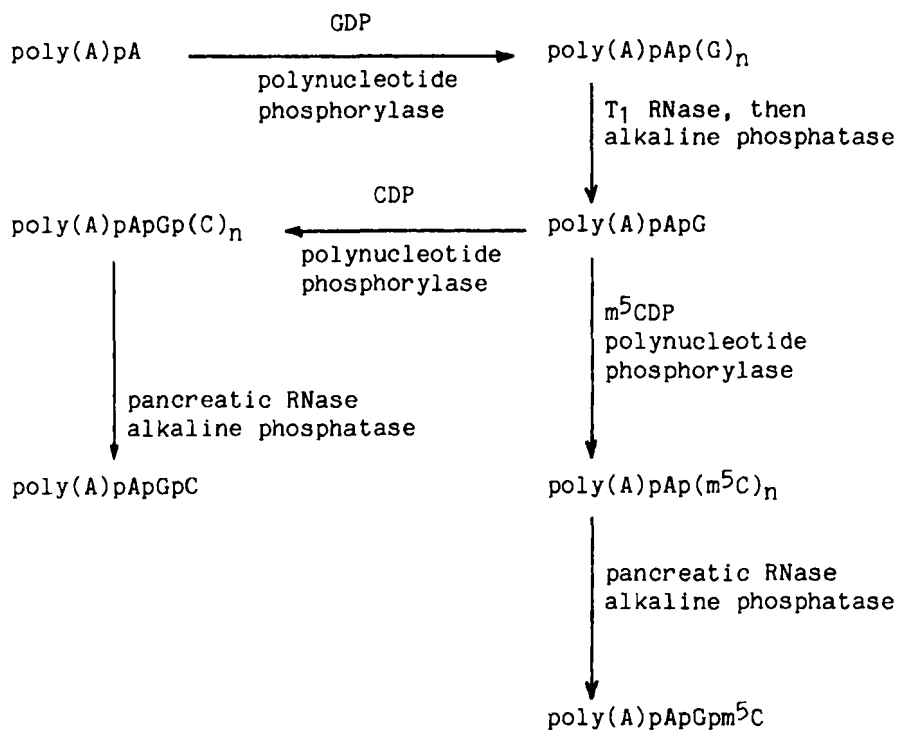 GDP
poly(A)pA
poly(A)pAp(G)n
polynucleotide
phosphorylase
T1 RNase, then
alkaline phosphatase
CDP
poly(A)pApGp(C)n
poly(A)pApG
polynucleotide
phosphorylase
m5CDP
polynucleotide
phosphorylase
pancreatic RNase
alkaline phosphatase
poly(A)pApGpC
poly(A)pAp(m5C)n
pancreatic RNase
alkaline phosphatase
poly(A)pApGpm5C